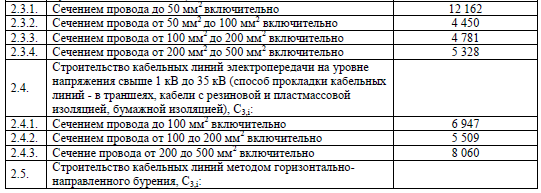 2.3.1. Сечением провода до 50 мм² включительно 12 162
2.3.2. Сечением провода от 50 мм² до 100 мм² включительно 4 450
2.3.3. Сечением провода от 100 мм² до 200 мм² включительно 4 781
2.3.4. Сечением провода от 200 мм² до 500 мм² включительно 5 328
Строительство кабельных линий электропередачи на уровне
2.4. напряжения свыше 1 кВ до 35 кВ (способ прокладки кабельных
линий - в траншеях, кабели с резиновой и пластмассовой
изоляцией, бумажной изоляцией), С₃,ᵢ:
2.4.1. Сечением провода до 100 мм² включительно 6 947
2.4.2. Сечением провода от 100 до 200 мм² включительно 5 509
2.4.3. Сечение провода от 200 до 500 мм² включительно 8 060
2.5. Строительство кабельных линий методом горизонтально-
направленного бурения, С₃,ᵢ: